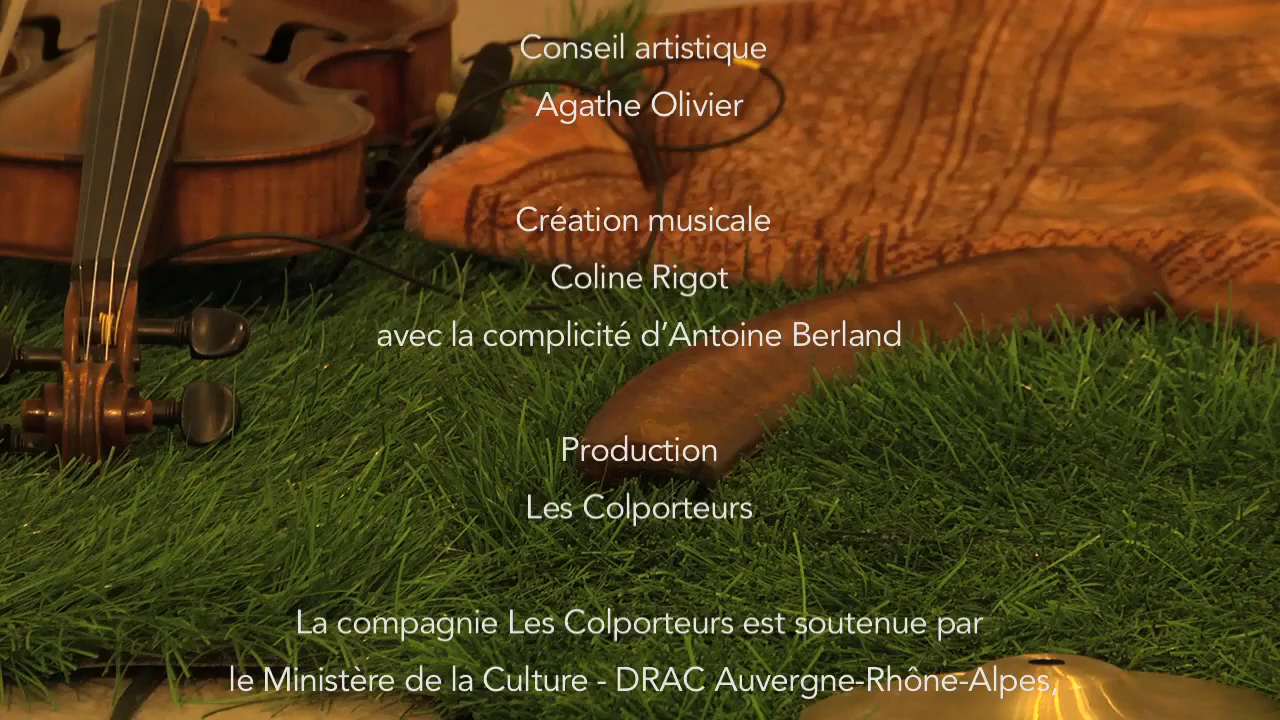 Conseil artistique
Agathe Olivier
Création musicale
Coline Rigot
avec la complicité d’Antoine Berland
Production
Les Colporteurs
La compagnie Les Colporteurs est soutenue par
le Ministère de la Culture - DRAC Auvergne-Rhône-Alpes,